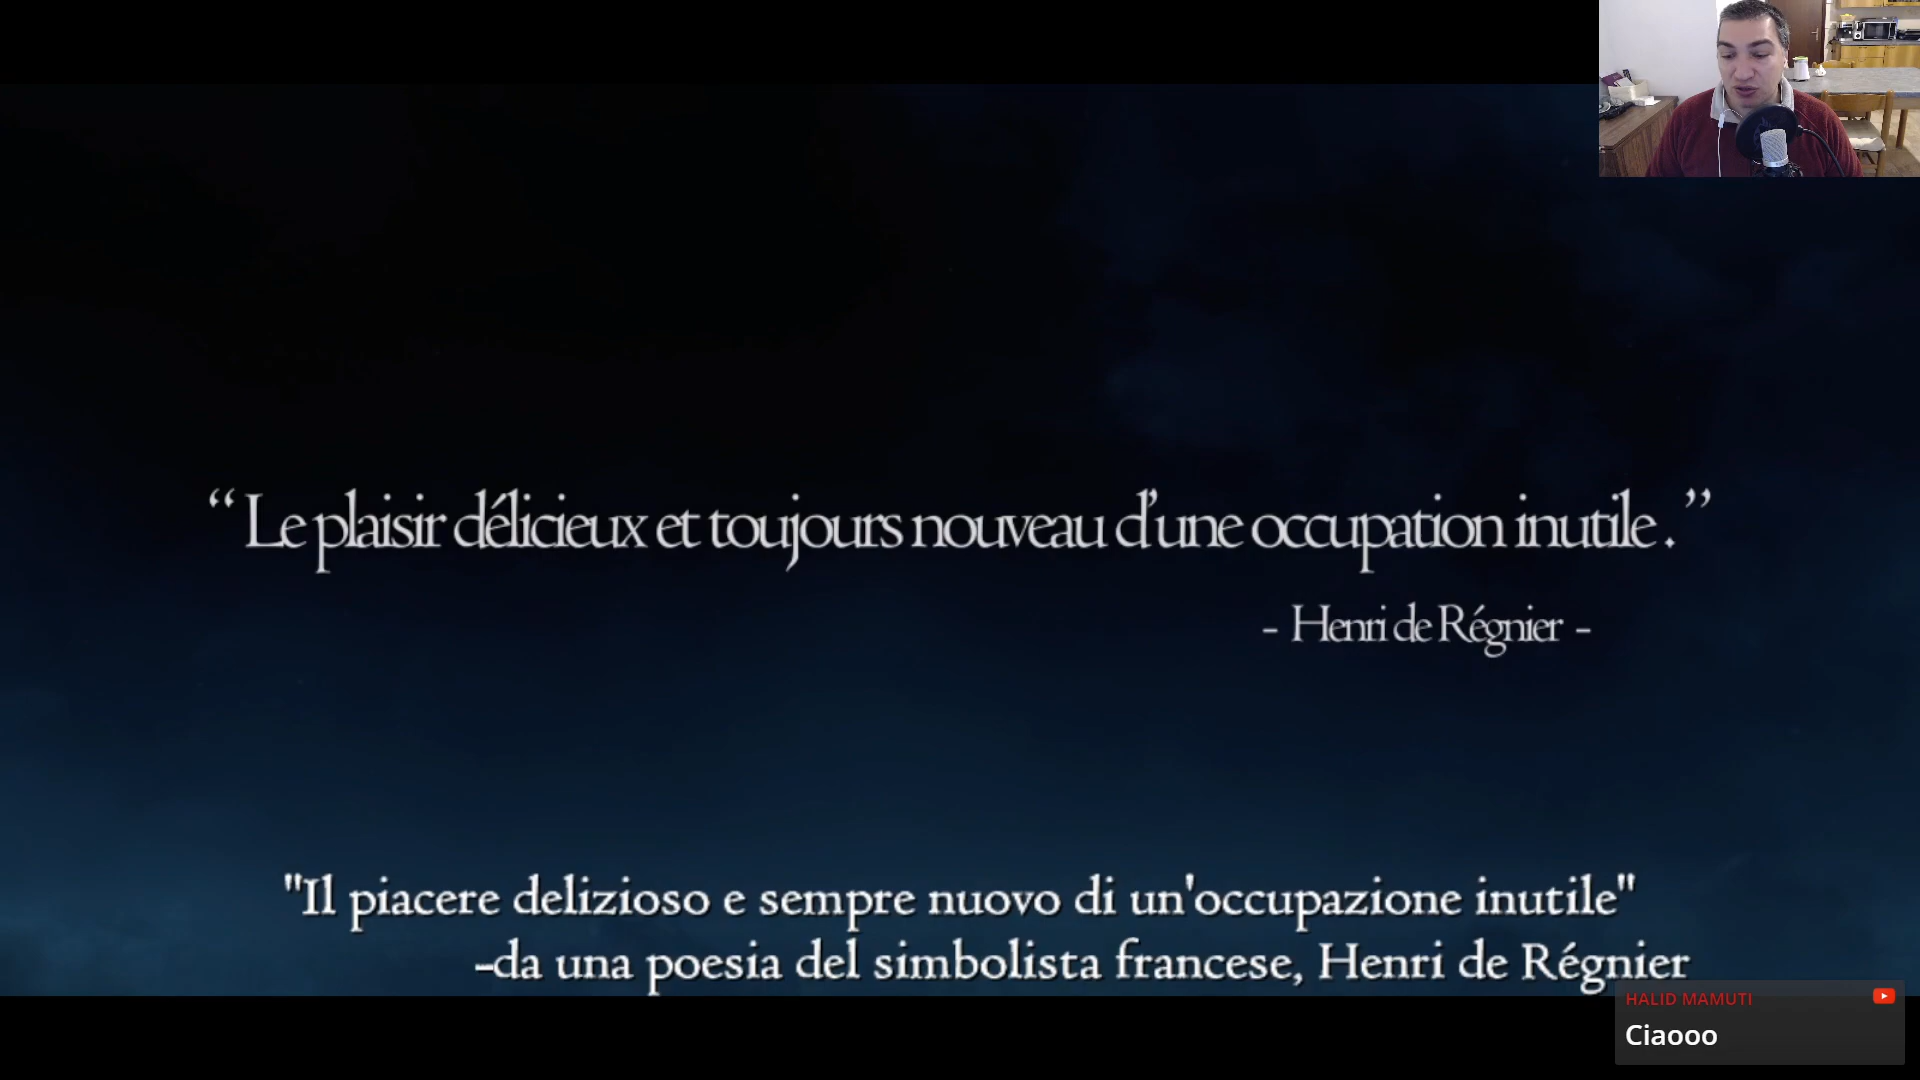 “Le plaisir délicieux et toujours nouveau d’une occupation inutile.”
- Henri de Régnier -
"Il piacere delizioso e sempre nuovo di un'occupazione inutile"
-da una poesia del simbolista francese, Henri de Régnier
HALID MAMUTI
Ciaooo